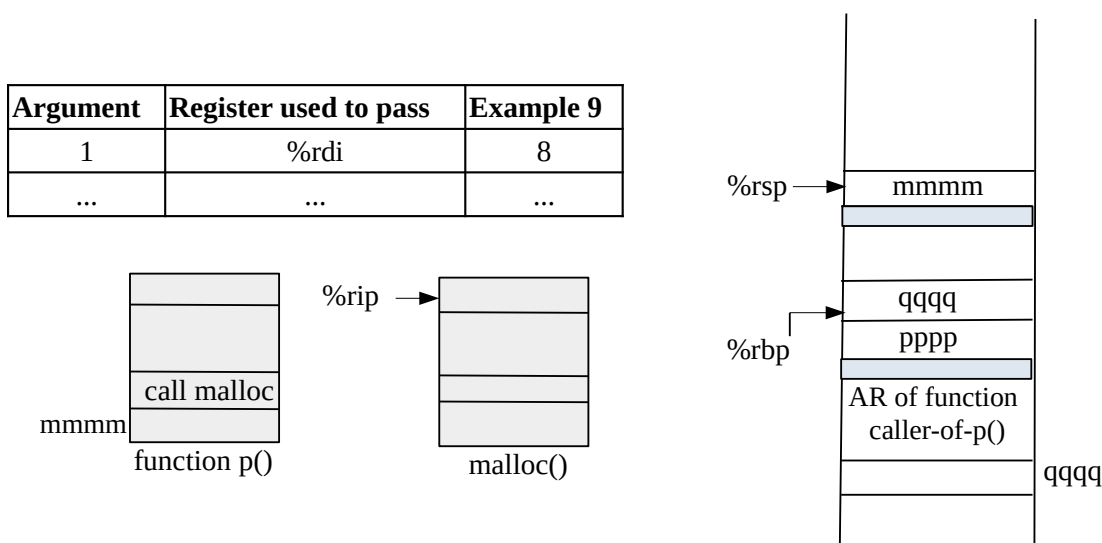 Argument Register used to pass Example 9
1 %rdi 8
... ... ...
%rip
call malloc
mmmm
function p()
malloc()
%rsp
mmmm
qqqq
%rbp
pppp
AR of function
caller-of-p()
qqqq